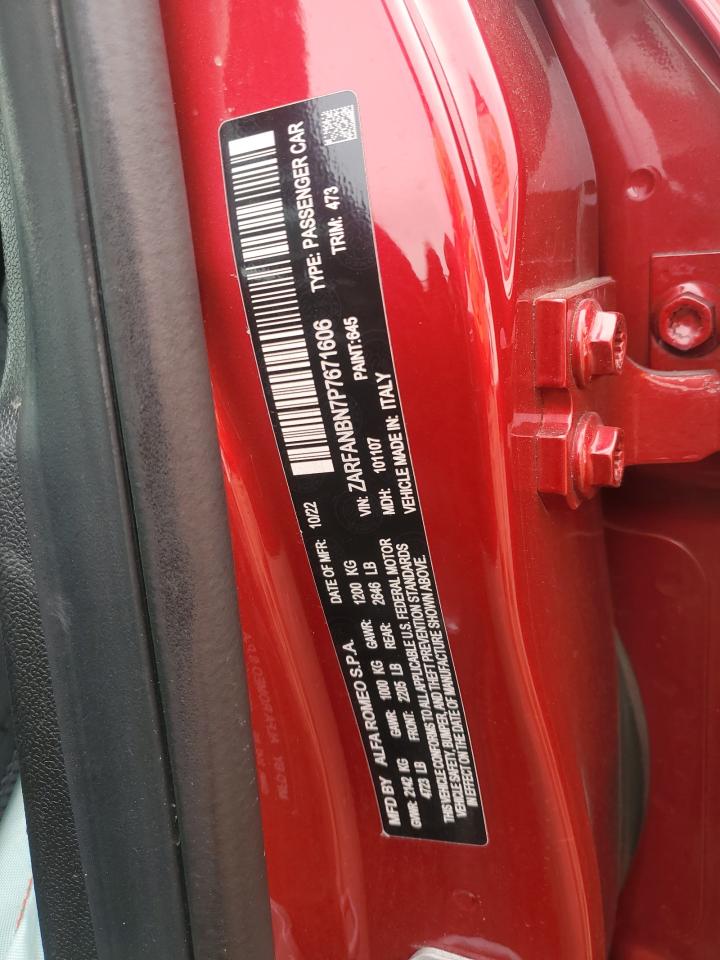 MFD BY ALFA ROMEO S.P.A. DATE OF MFR: 10/22
GVWR: 2142 KG GAWR: 1000 KG GAWR: 1200 KG
4723 LB FRONT: 2205 LB REAR: 2646 LB
THIS VEHICLE CONFORMS TO ALL APPLICABLE U.S. FEDERAL MOTOR
VEHICLE SAFETY, BUMPER, AND THEFT PREVENTION STANDARDS
IN EFFECT ON THE DATE OF MANUFACTURE SHOWN ABOVE.
VIN: ZARFANBN7P7671606 TYPE: PASSENGER CAR
MDH: 101107 PAINT: 645 TRIM: 473
VEHICLE MADE IN: ITALY